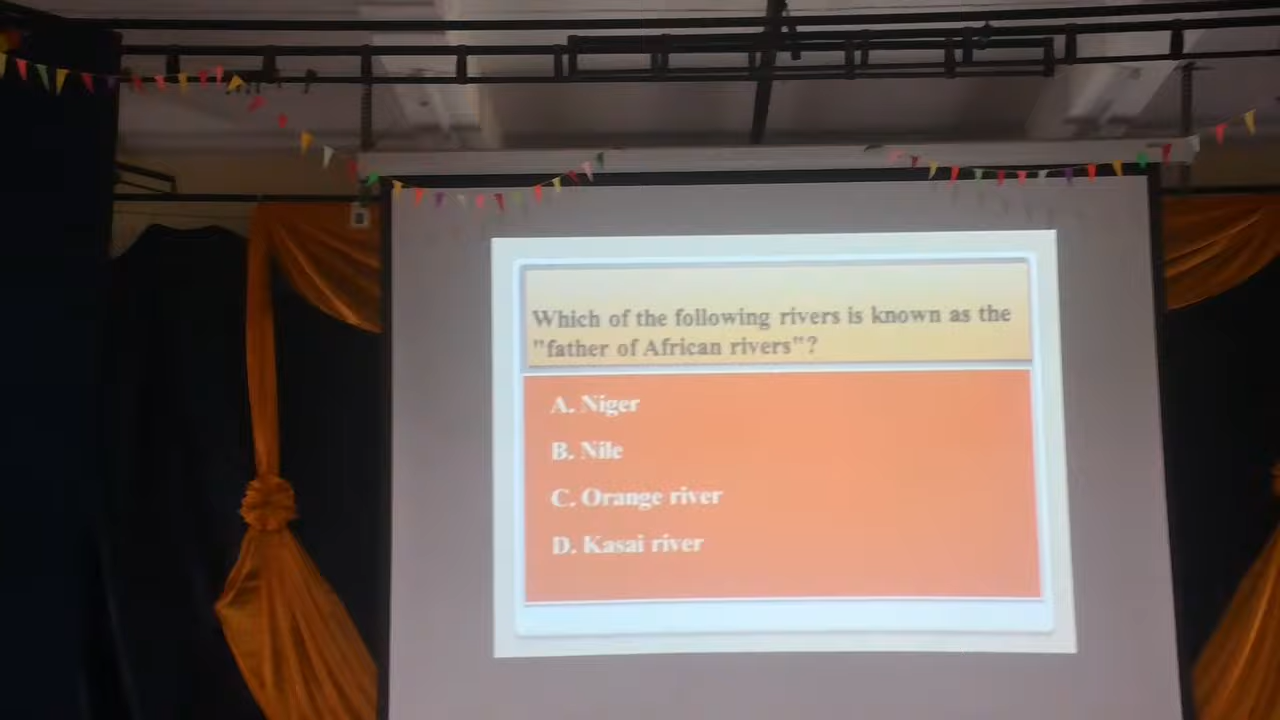 Which of the following rivers is known as the
"father of African rivers"?
A. Niger
B. Nile
C. Orange river
D. Kasai river